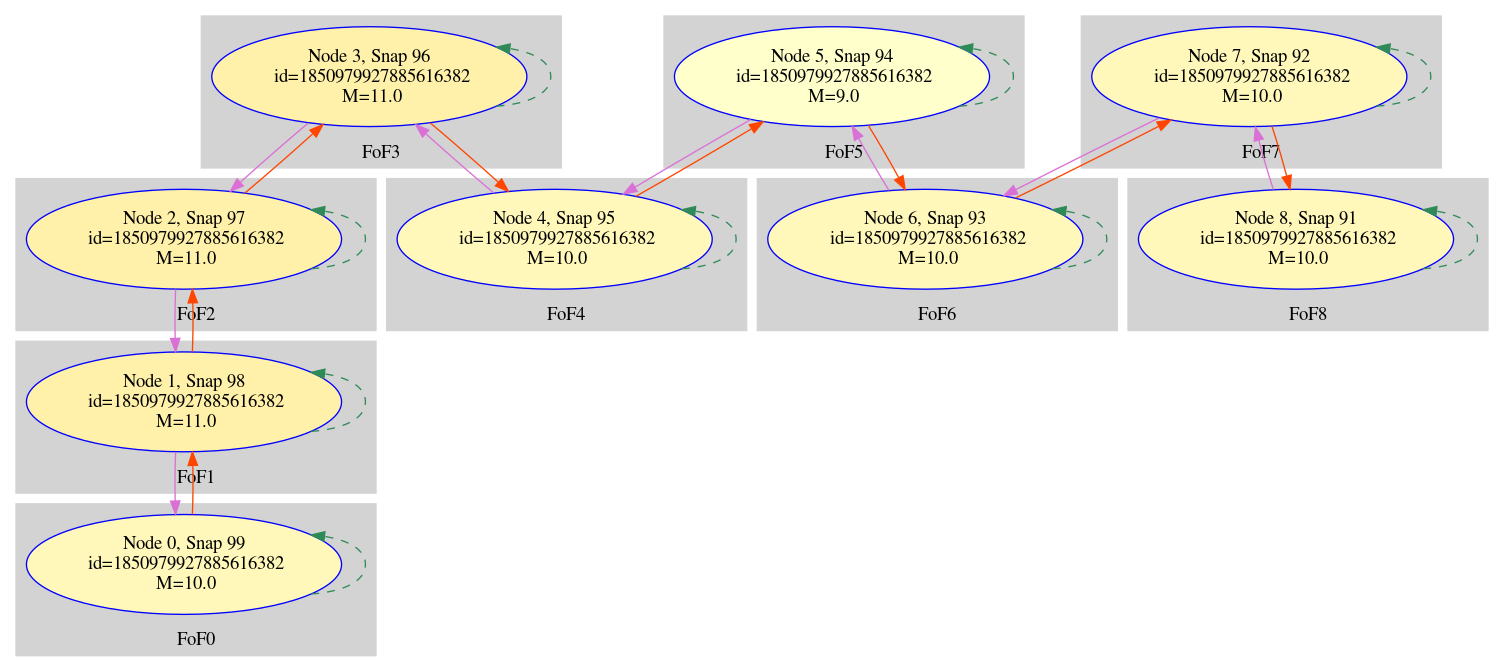 Node 3, Snap 96
id=1850979927885616382
M=11.0
FoF3
Node 5, Snap 94
id=1850979927885616382
M=9.0
FoF5
Node 7, Snap 92
id=1850979927885616382
M=10.0
FoF7
Node 2, Snap 97
id=1850979927885616382
M=11.0
FoF2
Node 4, Snap 95
id=1850979927885616382
M=10.0
FoF4
Node 6, Snap 93
id=1850979927885616382
M=10.0
FoF6
Node 8, Snap 91
id=1850979927885616382
M=10.0
FoF8
Node 1, Snap 98
id=1850979927885616382
M=11.0
FoF1
Node 0, Snap 99
id=1850979927885616382
M=10.0
FoF0